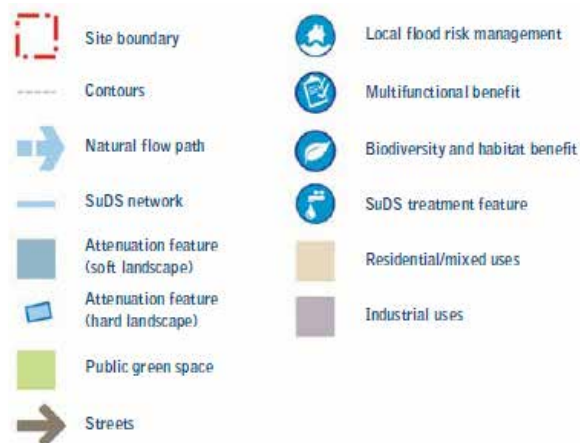 Site boundary
Contours
Natural flow path
SuDS network
Attenuation feature
(soft landscape)
Attenuation feature
(hard landscape)
Public green space
Streets
Local flood risk management
Multifunctional benefit
Biodiversity and habitat benefit
SuDS treatment feature
Residential/mixed uses
Industrial uses